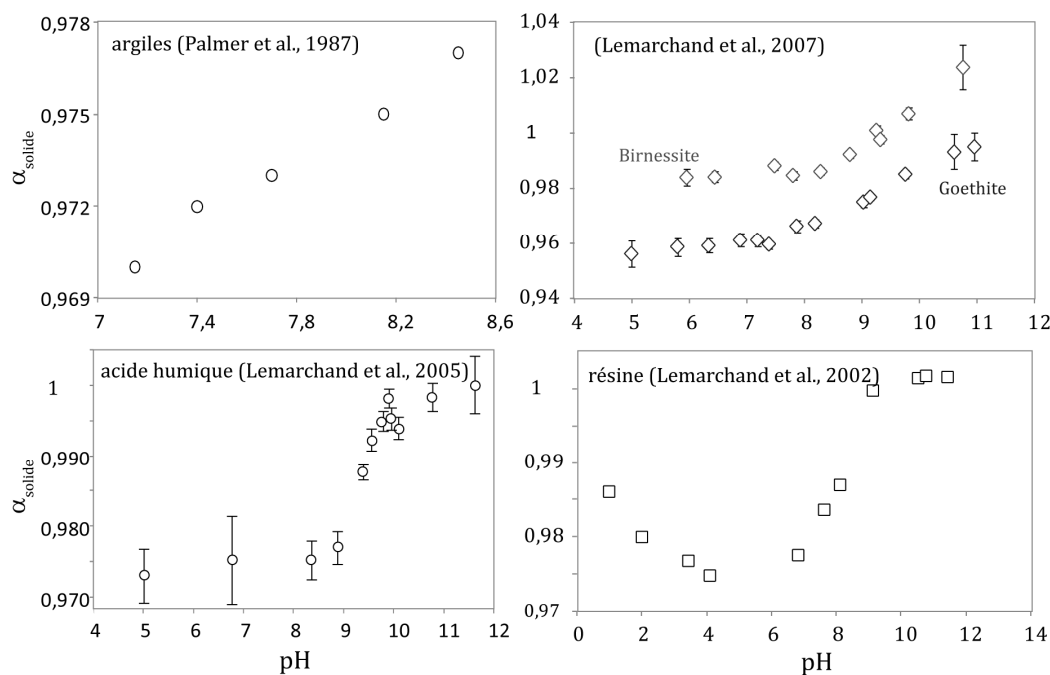 argiles (Palmer et al., 1987)
α solide
0,978
0,975
0,972
0,969
7
7,4
7,8
8,2
8,6
(Lemarchand et al., 2007)
Birnessite
Goethite
1,04
1,02
1
0,98
0,96
0,94
4 5 6 7 8 9 10 11 12
acide humique (Lemarchand et al., 2005)
α solide
1
0,990
0,980
0,970
4 5 6 7 8 9 10 11 12
pH
résine (Lemarchand et al., 2002)
1
0,99
0,98
0,97
0 2 4 6 8 10 12 14
pH